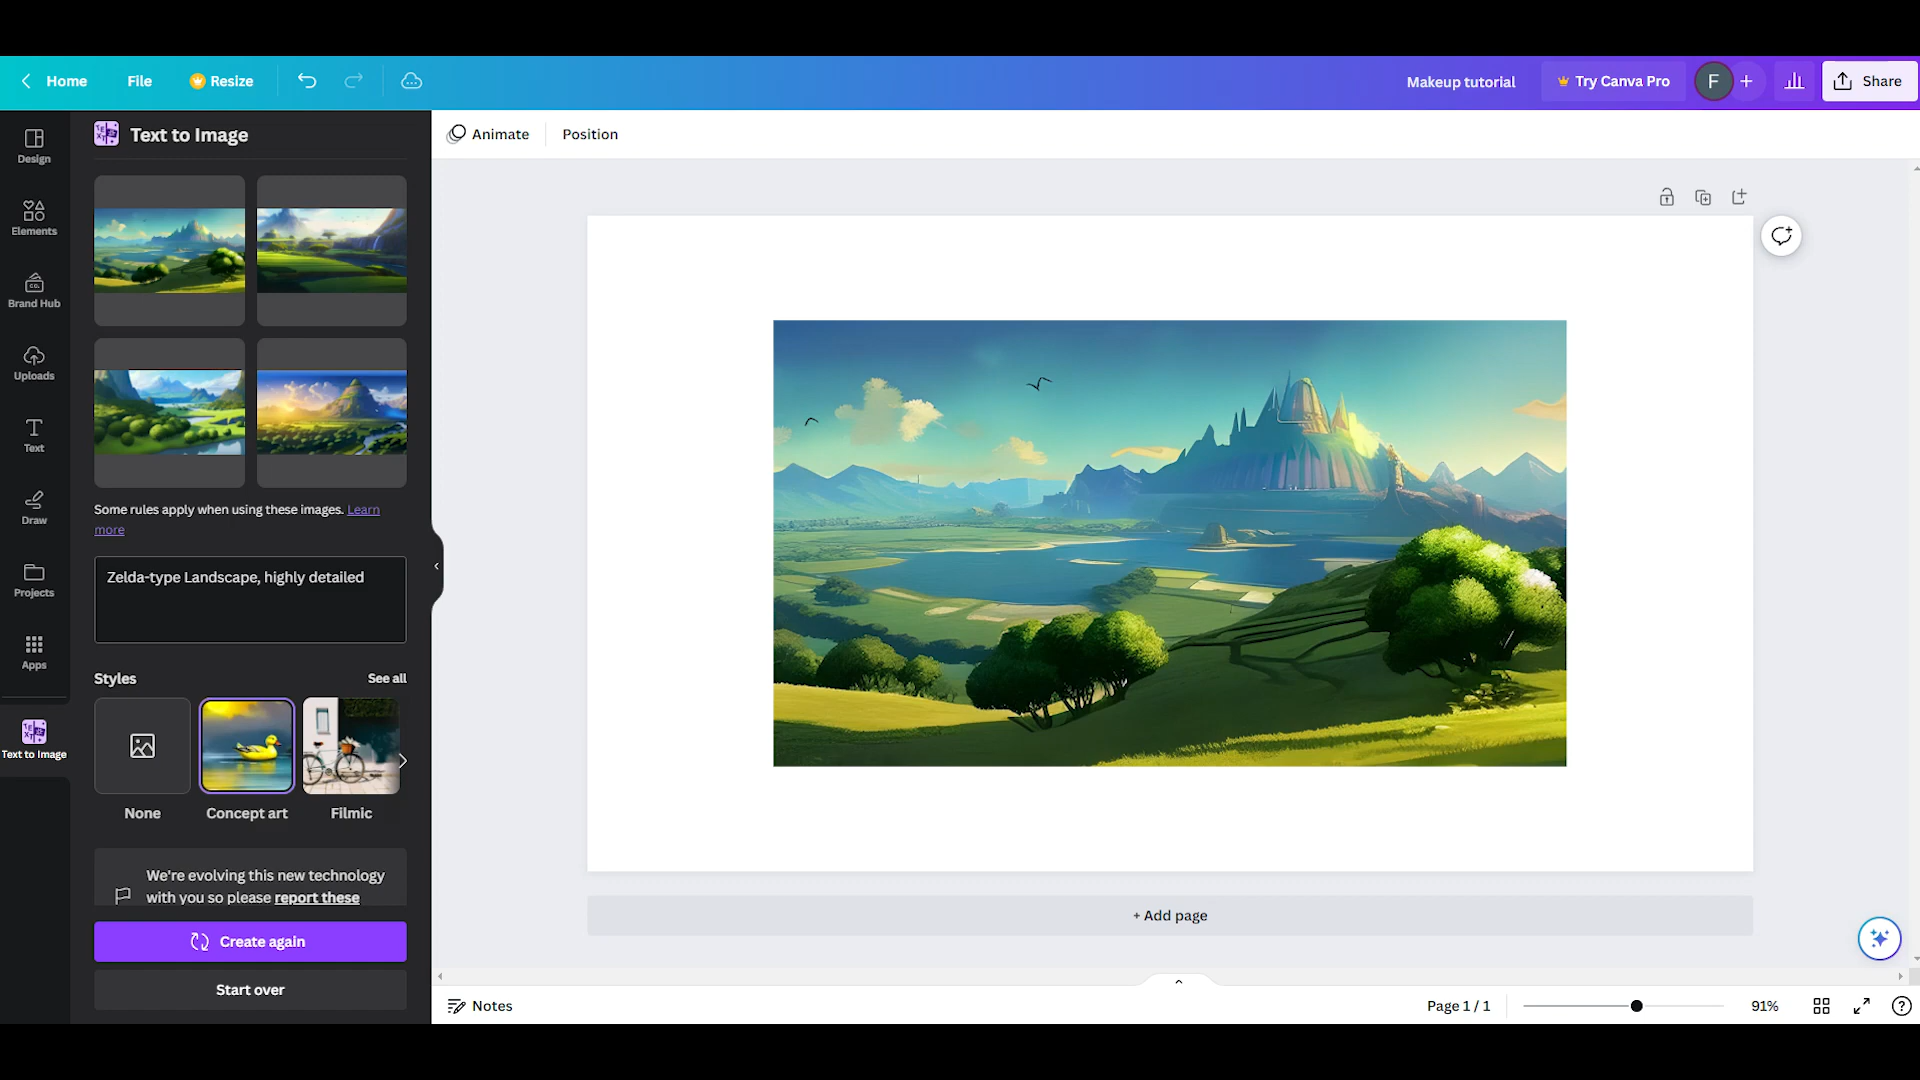 Home
File
Resize
Makeup tutorial
Try Canva Pro
F
Share
Design
Elements
Brand Hub
CO.
Uploads
Text
Draw
Projects
Apps
Text to Image
Text to Image
Some rules apply when using these images. Learn
more
Zelda-type Landscape, highly detailed
Styles
See all
None
Concept art
Filmic
We're evolving this new technology
with you so please report these
Create again
Start over
Animate
Position
+ Add page
Notes
Page 1 / 1
91%